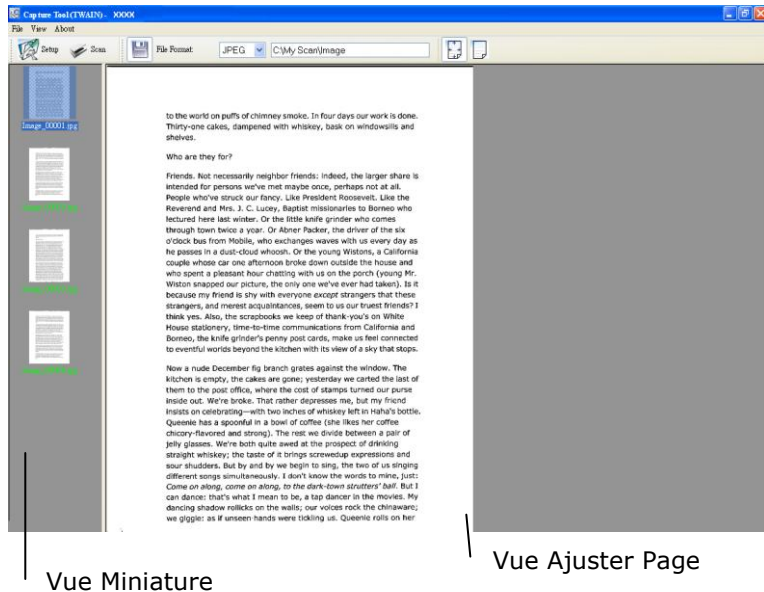 Capture Tool(TWAIN) - XXXX
File View About
Setup Scan File Format: JPEG C:\My Scan\Image
Image_00001.jpg
to the world on puffs of chimney smoke. In four days our work is done.
Thirty-one cakes, dampened with whiskey, bask on windowsills and
shelves.
Who are they for?
Friends. Not necessarily neighbor friends: Indeed, the larger share is
intended for persons we've met maybe once, perhaps not at all.
People who've struck our fancy. Like President Roosevelt. Like the
Reverend and Mrs. J. C. Lucey, Baptist missionaries to Borneo who
lectured here last winter. Or the little knife grinder who comes
through town twice a year. Or Abner Packer, the driver of the six
o'clock bus from Mobile, who exchanges waves with us every day as
he passes in a dust-cloud whoosh. Or the young Wistons, a California
couple whose car one afternoon broke down outside the house and
who spent a pleasant hour chatting with us on the porch (young Mr.
Wiston snapped our picture, the only one we've ever had taken). Is it
because my friend is shy with everyone except strangers that these
strangers, and merest acquaintances, seem to us our truest friends? I
think yes. Also, the scrapbooks we keep of thank-you's on White
House stationery, time-to-time communications from California and
Borneo, the knife grinder's penny post cards, make us feel connected
to eventful worlds beyond the kitchen with its view of a sky that stops.
Now a nude December fig branch grates against the window. The
kitchen is empty, the cakes are gone; yesterday we carted the last of
them to the post office, where the cost of stamps turned our purse
inside out. We're broke. That rather depresses me, but my friend
insists on celebrating—with two inches of whiskey left in Haha's bottle.
Queenie has a spoonful in a bowl of coffee (she likes her coffee
chicory-flavored and strong). The rest we divide between a pair of
jelly glasses. We're both quite awed at the prospect of drinking
straight whiskey; the taste of it brings screwedup expressions and
sour shudders. But by and by we begin to sing, the two of us singing
different songs simultaneously. I don't know the words to mine, just:
Come on along, come on along, to the dark-town strutters' ball. But I
can dance: that's what I mean to be, a tap dancer in the movies. My
dancing shadow rollicks on the walls; our voices rock the chinaware;
we giggle: as if unseen hands were tickling us. Queenie rolls on her
Vue Ajuster Page
Vue Miniature